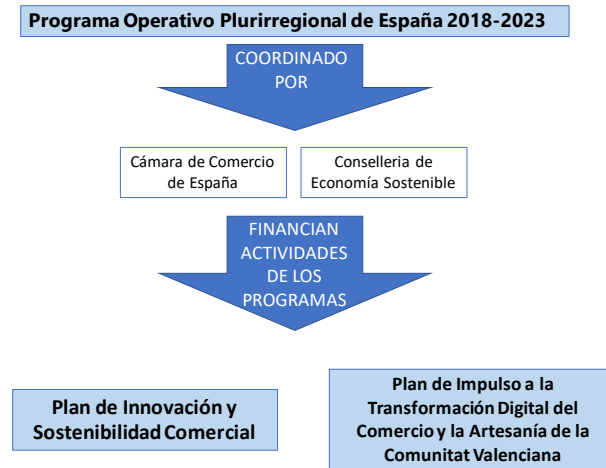 Programa Operativo Plurirregional de España 2018-2023
COORDINADO
POR
Cámara de Comercio
de España
Conselleria de
Economía Sostenible
FINANCIAN
ACTIVIDADES
DE LOS
PROGRAMAS
Plan de Innovación y
Sostenibilidad Comercial
Plan de Impulso a la
Transformación Digital del
Comercio y la Artesanía de la
Comunitat Valenciana